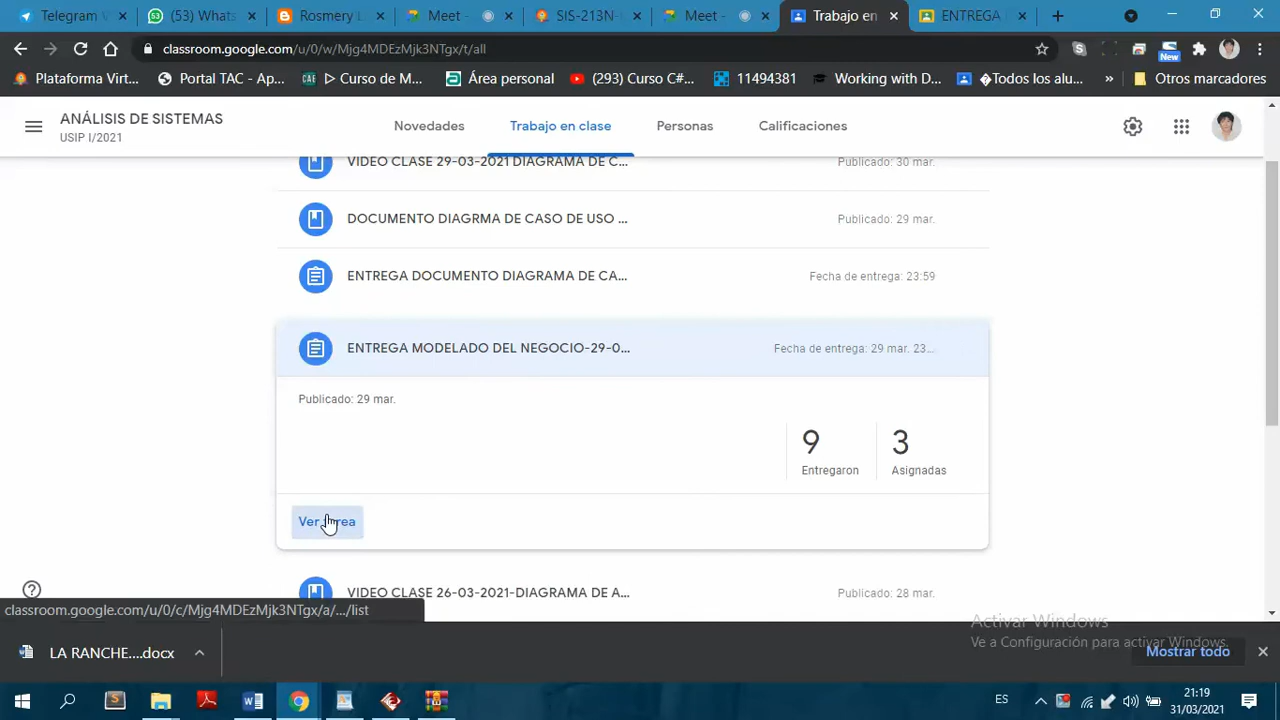 Telegram
(53) Whats
Rosmery L
Meet -
SIS-213N-
Meet -
Trabajo en
ENTREGA
classroom.google.com/u/0/w/Mjg4MDEzMjk3NTgx/t/all
New
Plataforma Virt...
Portal TAC - Ap...
▷ Curso de M...
Área personal
(293) Curso C#...
11494381
Working with D...
�Todos los alu...
»
Otros marcadores
ANÁLISIS DE SISTEMAS
USIP I/2021
Novedades
Trabajo en clase
Personas
Calificaciones
VIDEO CLASE 29-03-2021 DIAGRAMA DE C...
Publicado: 30 mar.
DOCUMENTO DIAGRMA DE CASO DE USO ...
Publicado: 29 mar.
ENTREGA DOCUMENTO DIAGRAMA DE CA...
Fecha de entrega: 23:59
ENTREGA MODELADO DEL NEGOCIO-29-0...
Fecha de entrega: 29 mar. 23...
Publicado: 29 mar.
9
Entregaron
3
Asignadas
Ver tarea
VIDEO CLASE 26-03-2021-DIAGRAMA DE A...
Publicado: 28 mar.
classroom.google.com/u/0/c/Mjg4MDEzMjk3NTgx/a/.../list
Activar Windows
Ve a Configuración para activar Windows.
LA RANCHE....docx
Mostrar todo
ES
21:19
31/03/2021